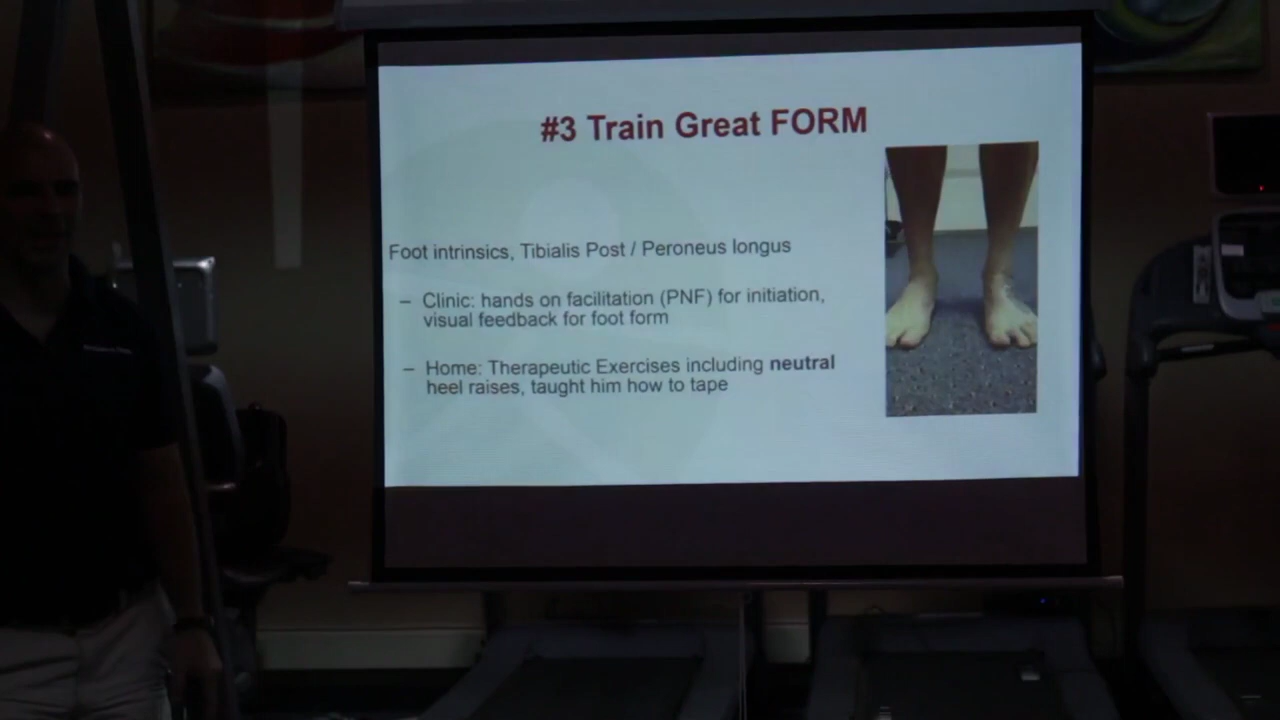 #3 Train Great FORM
Foot intrinsics, Tibialis Post / Peroneus longus
– Clinic: hands on facilitation (PNF) for initiation,
visual feedback for foot form
– Home: Therapeutic Exercises including neutral
heel raises, taught him how to tape